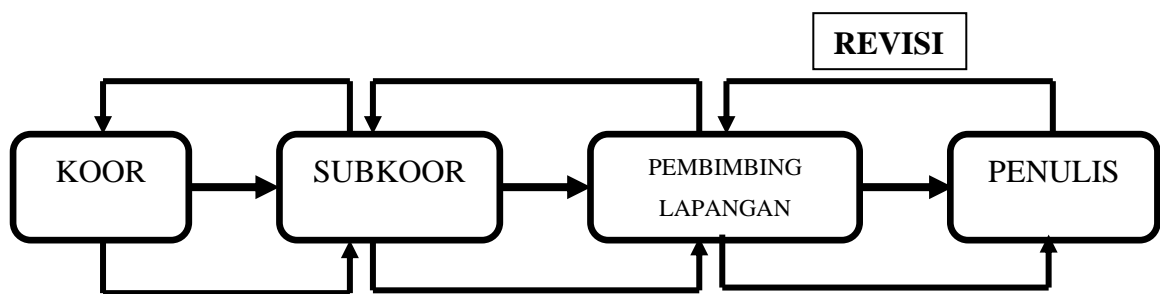 REVISI
KOOR
SUBKOOR
PEMBIMBING
LAPANGAN
PENULIS